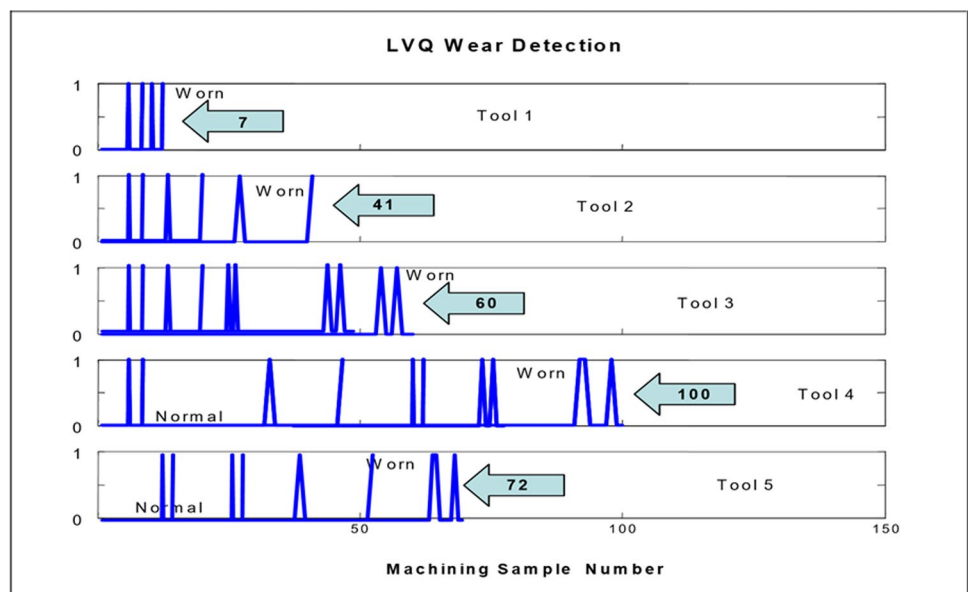 LVQ Wear Detection
1
Worn
7
Tool 1
0
1
Worn
41
Tool 2
0
1
Worn
60
Tool 3
0
1
Worn
100
Tool 4
Normal
0
1
Worn
72
Tool 5
Normal
0
50
100
150
Machining Sample Number